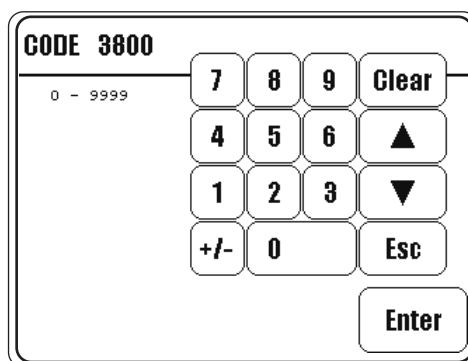 CODE 3800
0 - 9999
7 8 9 Clear
4 5 6 ▲
1 2 3 ▼
+/- 0 Esc
Enter